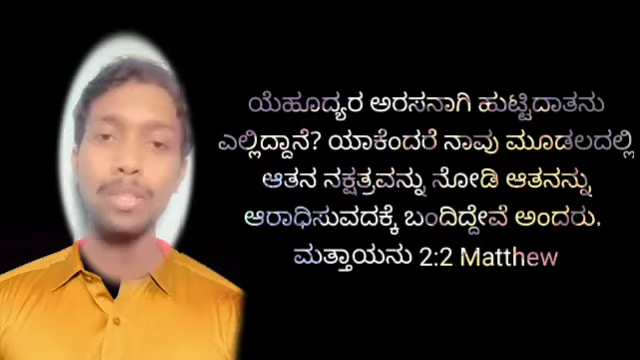 ಯೆಹೂದ್ಯರ ಅರಸನಾಗಿ ಹುಟ್ಟಿದಾತನು
ಎಲ್ಲಿದ್ದಾನೆ? ಯಾಕೆಂದರೆ ನಾವು ಮೂಡಲದಲ್ಲಿ
ಆತನ ನಕ್ಷತ್ರವನ್ನು ನೋಡಿ ಆತನನ್ನು
ಆರಾಧಿಸುವದಕ್ಕೆ ಬಂದಿದ್ದೇವೆ ಅಂದರು.
ಮತ್ತಾಯನು 2:2 Matthew